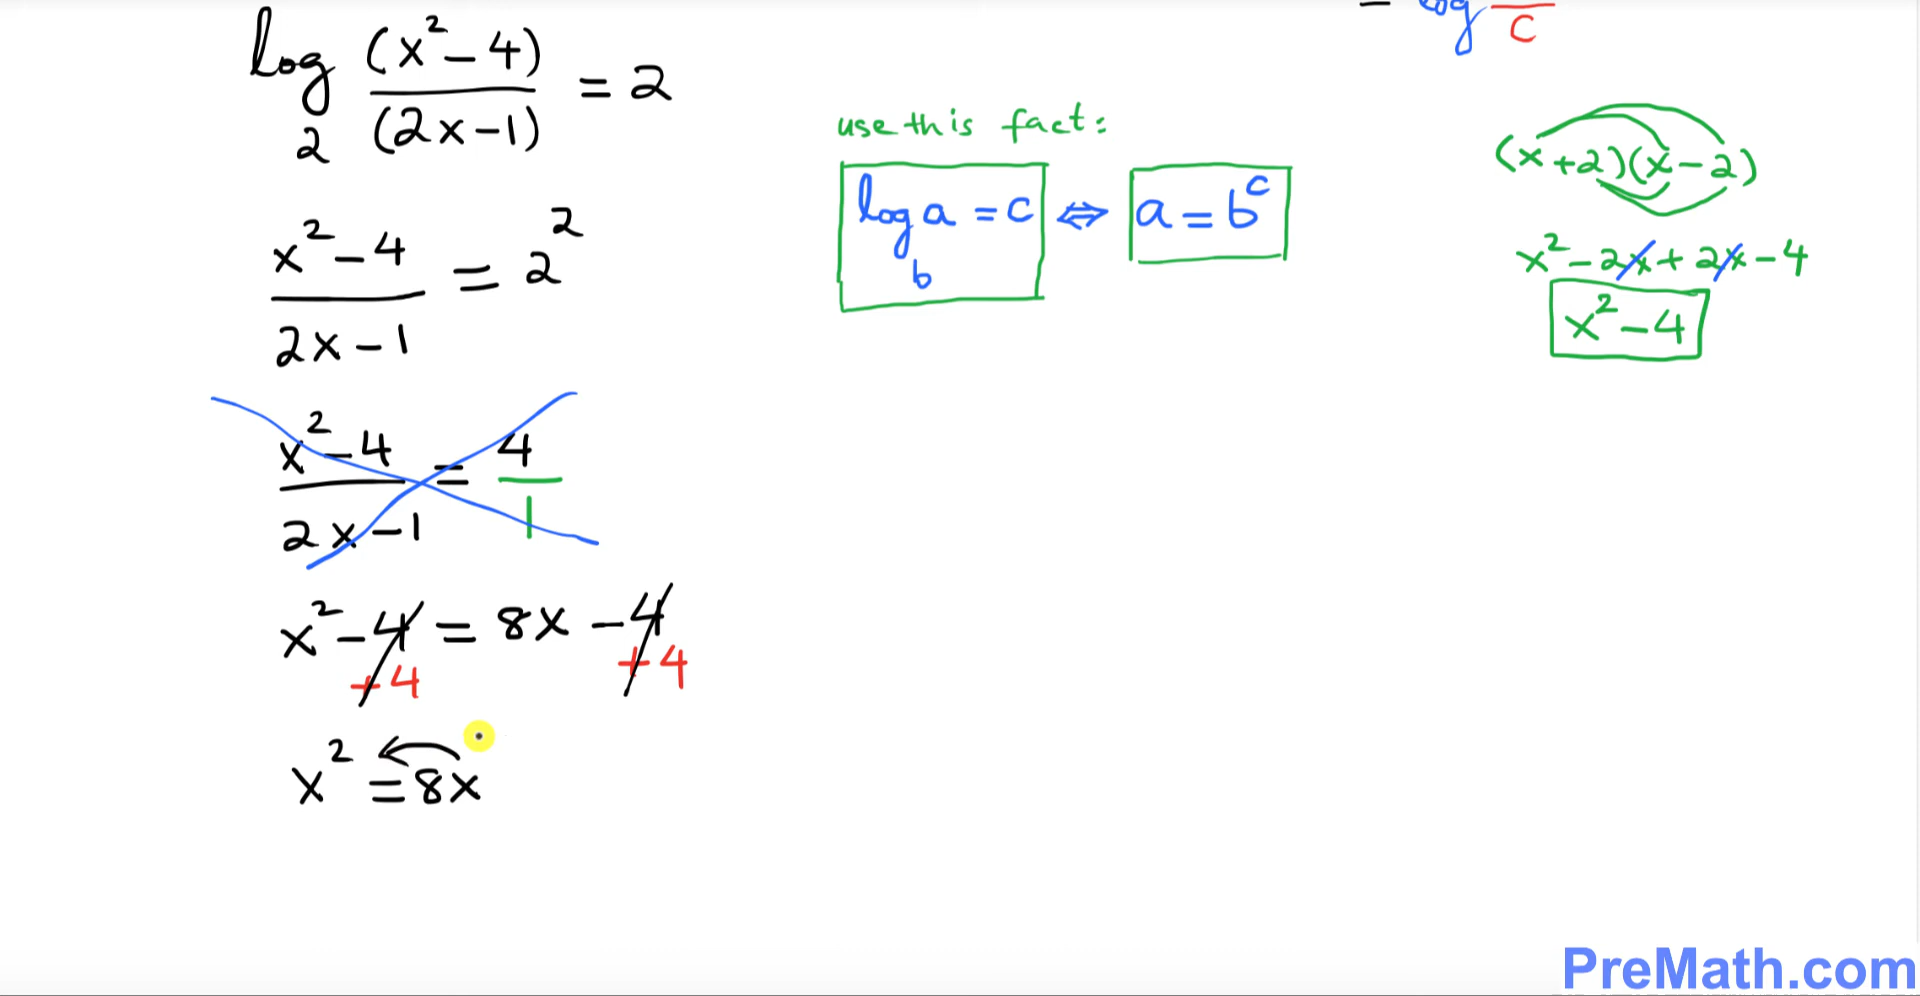 = log —/c
log₂ (x² - 4)/(2x - 1) = 2
(x² - 4)/(2x - 1) = 2²
(x² - 4)/(2x - 1) = 4/1
x² - 4 = 8x - 4
+4 +4
x² = 8x
use this fact:
log_b a = c ⇔ a = b^c
(x + 2)(x - 2)
x² - 2x + 2x - 4
x² - 4
PreMath.com